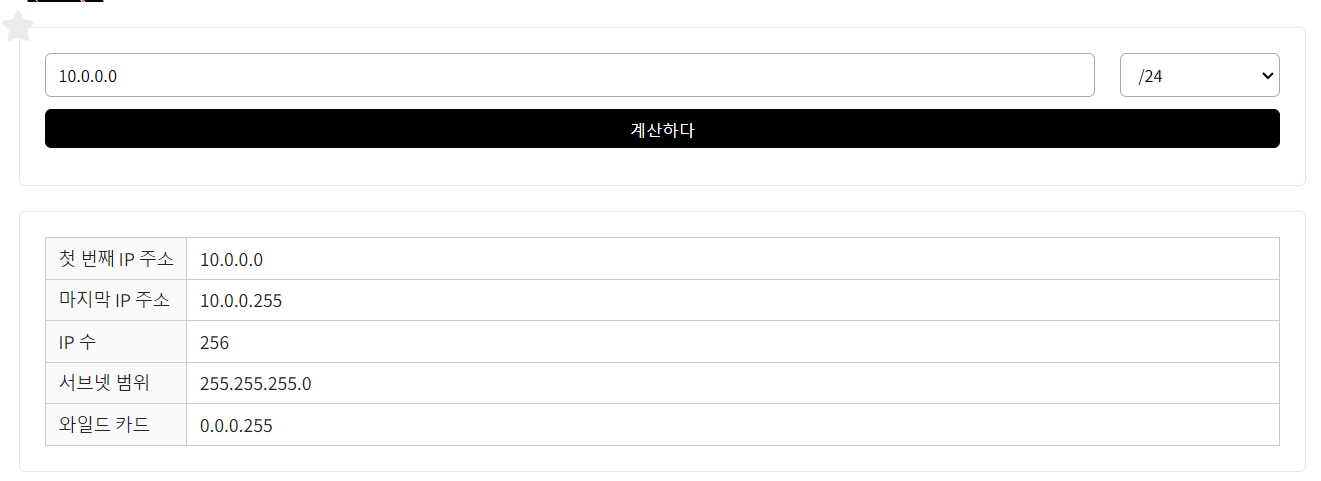 10.0.0.0 /24
계산하다
첫 번째 IP 주소 10.0.0.0
마지막 IP 주소 10.0.0.255
IP 수 256
서브넷 범위 255.255.255.0
와일드 카드 0.0.0.255